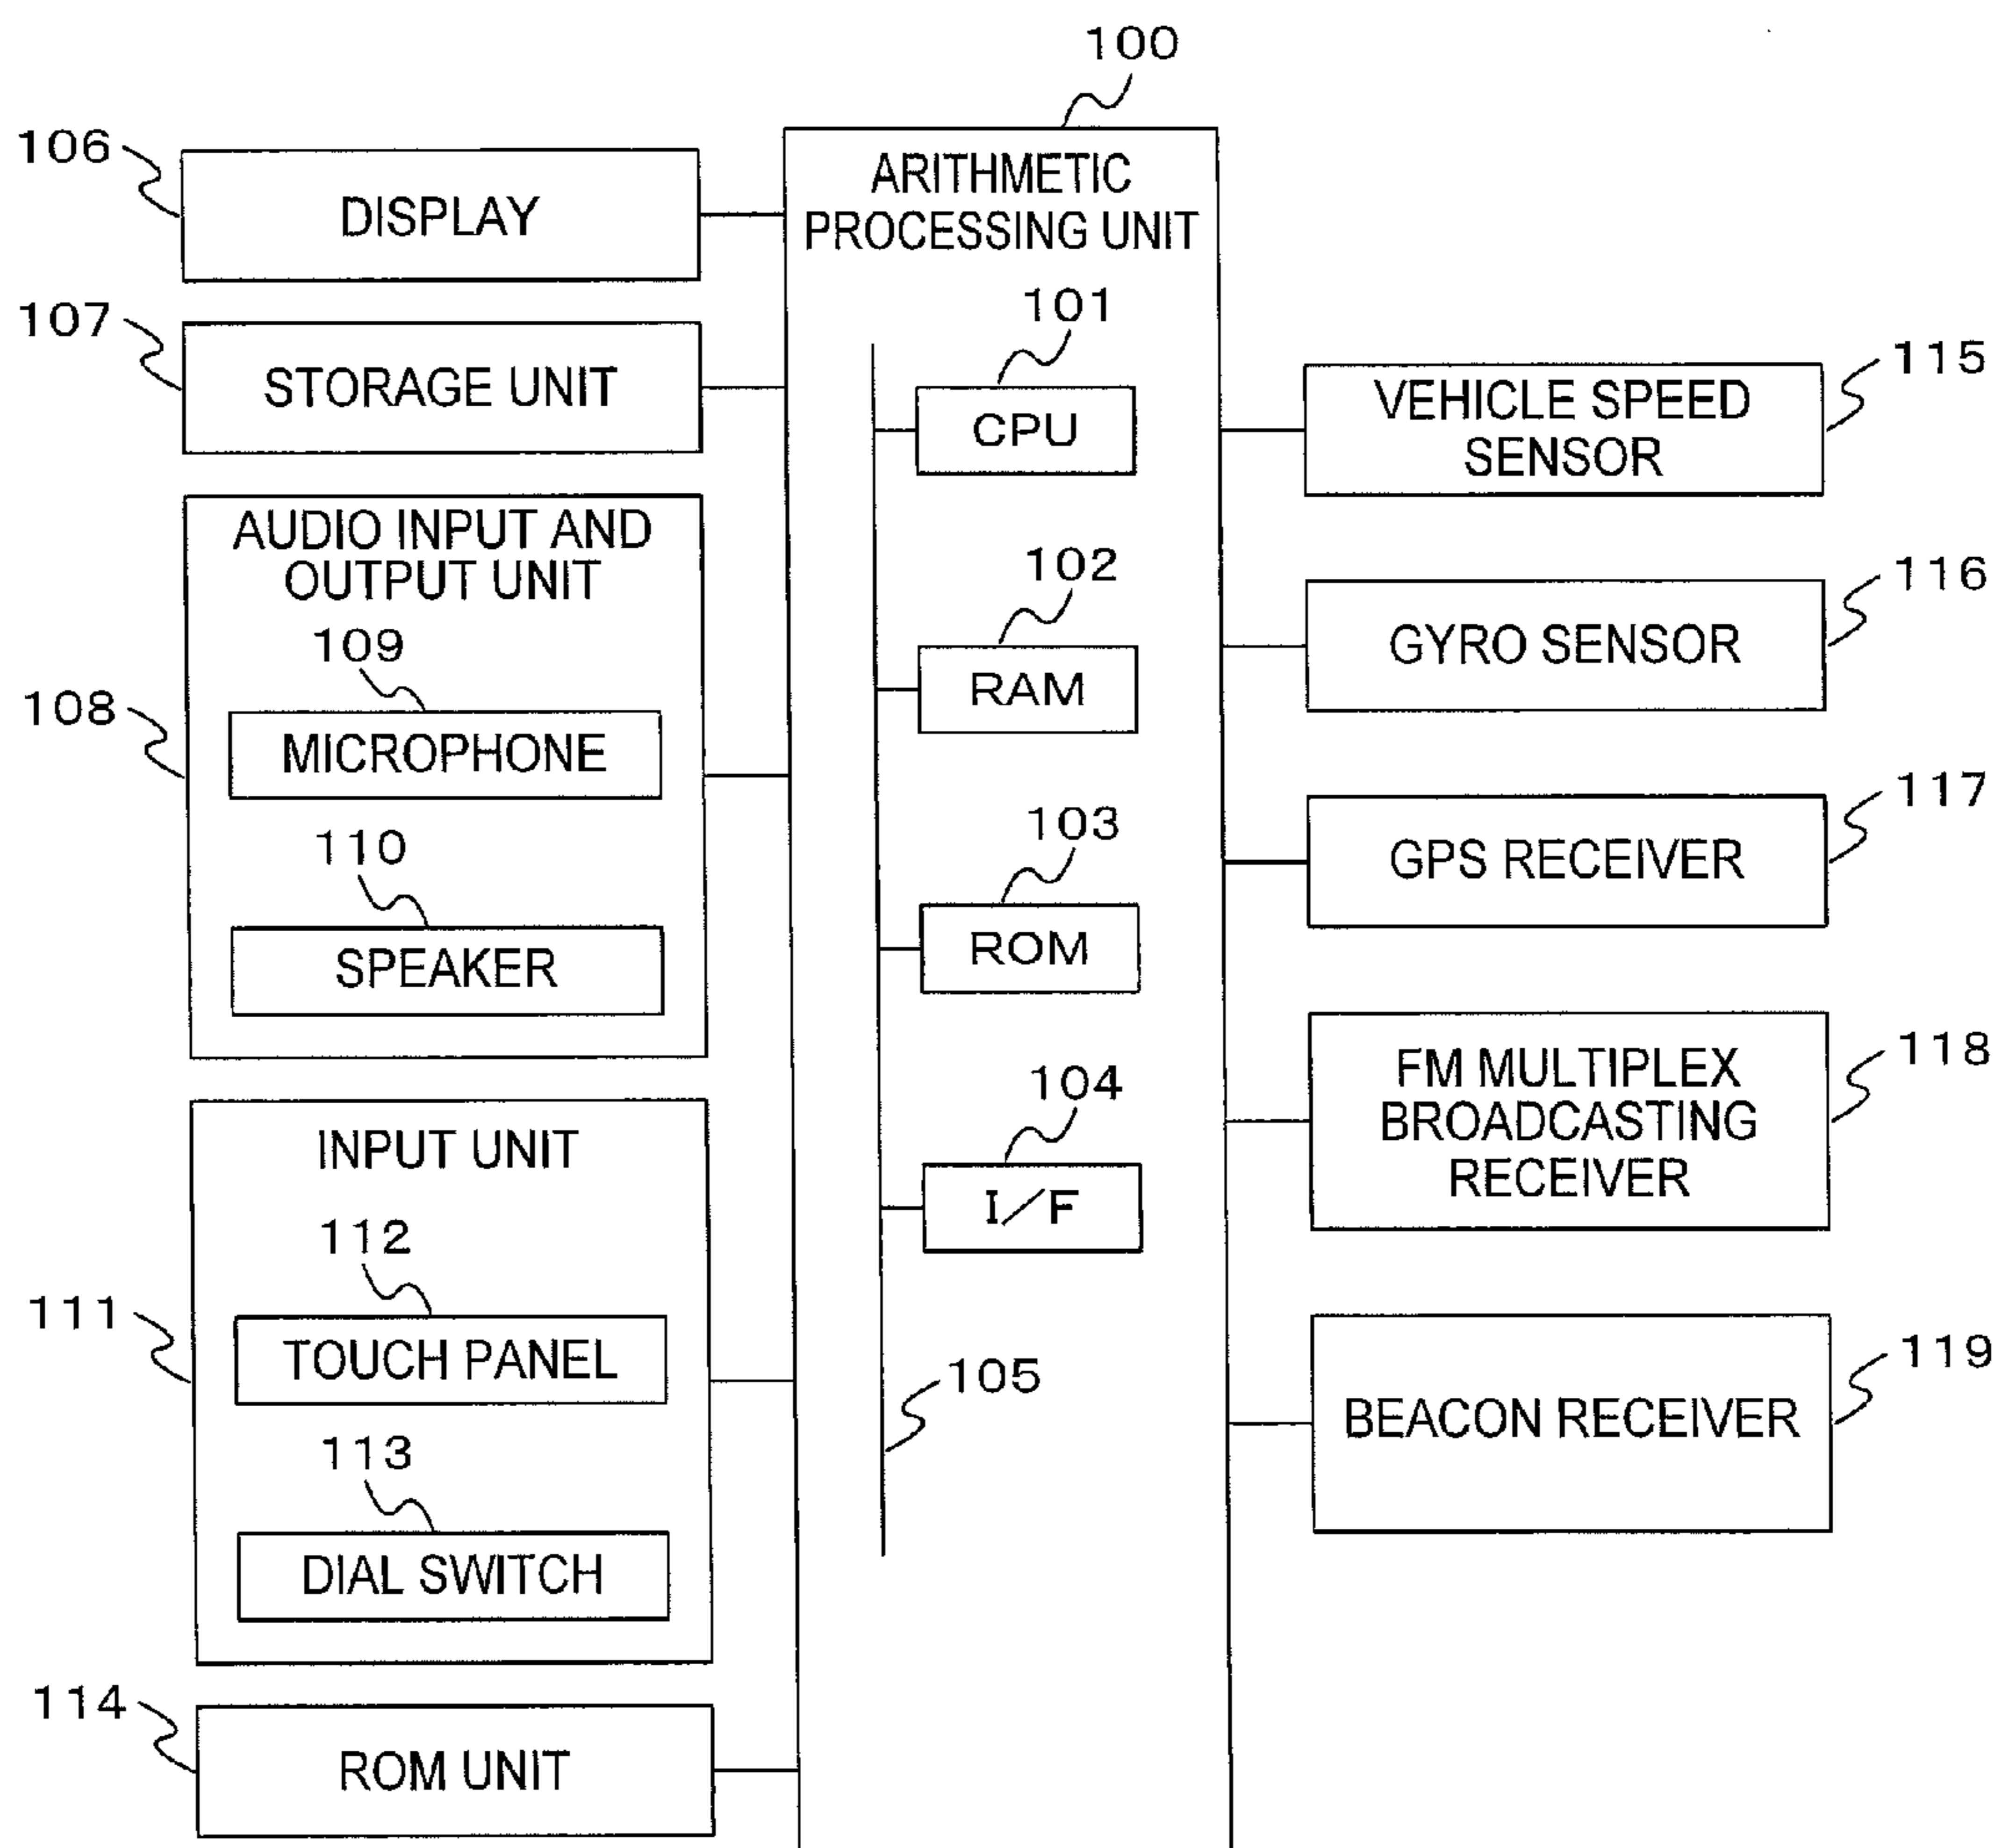 100
ARITHMETIC
PROCESSING UNIT
106
DISPLAY
107
STORAGE UNIT
108
AUDIO INPUT AND
OUTPUT UNIT
109
MICROPHONE
110
SPEAKER
111
INPUT UNIT
112
TOUCH PANEL
113
DIAL SWITCH
114
ROM UNIT
101
CPU
102
RAM
103
ROM
104
I/F
105
115
VEHICLE SPEED
SENSOR
116
GYRO SENSOR
117
GPS RECEIVER
118
FM MULTIPLEX
BROADCASTING
RECEIVER
119
BEACON RECEIVER